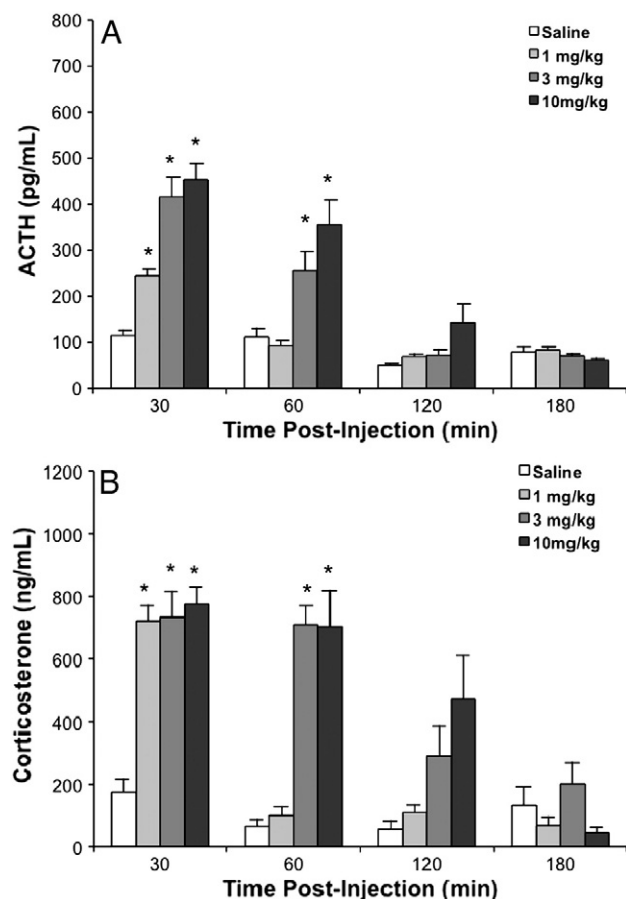 A
Saline
1 mg/kg
3 mg/kg
10mg/kg
800
700
600
500
400
300
200
100
0
ACTH (pg/mL)
* * *
* *
30 60 120 180
Time Post-Injection (min)
B
Saline
1 mg/kg
3 mg/kg
10mg/kg
1200
1000
800
600
400
200
0
Corticosterone (ng/mL)
* * *
* *
30 60 120 180
Time Post-Injection (min)